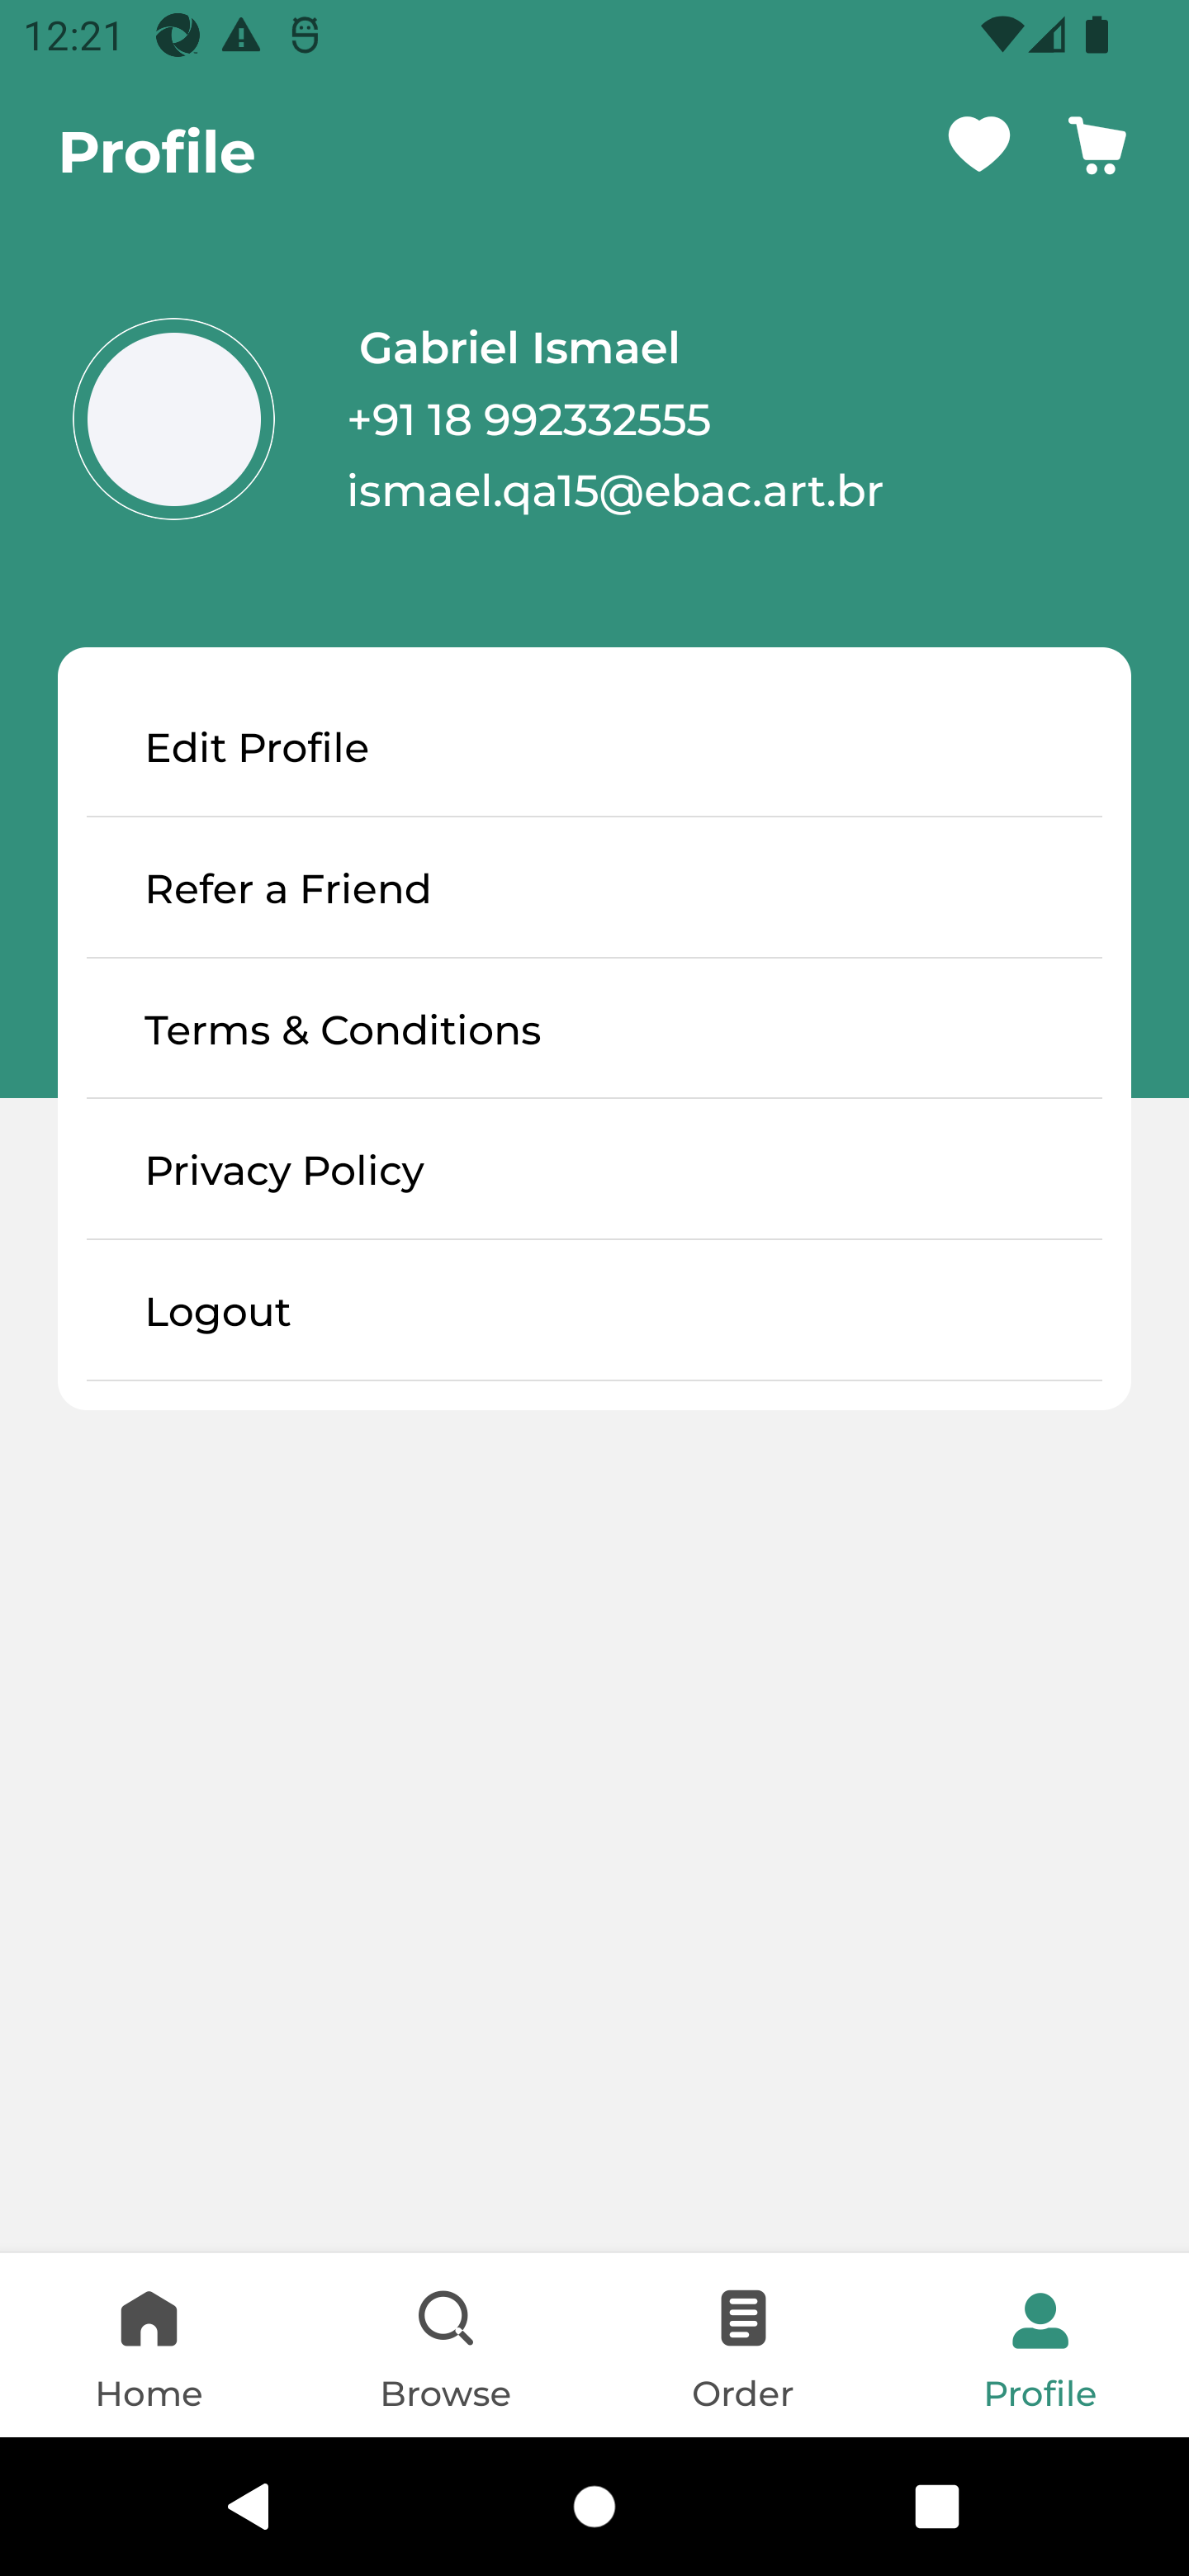 12:21
Profile
Gabriel Ismael
+91 18 992332555
ismael.qa15@ebac.art.br
Edit Profile
Refer a Friend
Terms & Conditions
Privacy Policy
Logout
Home Browse Order Profile